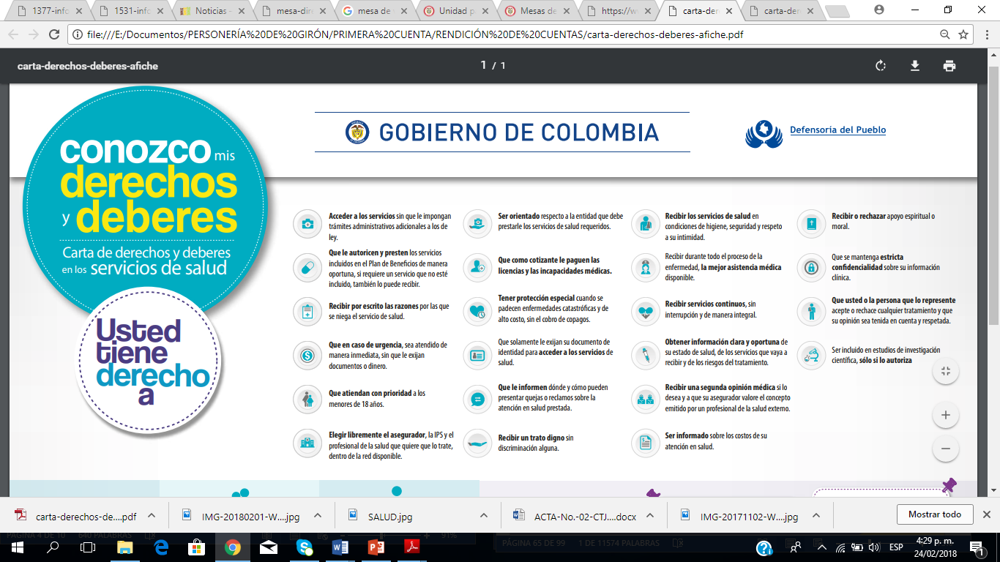 1377-info
1531-info
Noticias -
mesa-dire
mesa de
Unidad p
Mesas de
https://w
carta-der
carta-der
file:///E:/Documentos/PERSONERÍA%20DE%20GIRÓN/PRIMERA%20CUENTA/RENDICIÓN%20DE%20CUENTAS/carta-derechos-deberes-afiche.pdf
carta-derechos-deberes-afiche
1 / 1
conozco mis
derechos
y deberes
Carta de derechos y deberes
en los servicios de salud
Usted
tiene
derecho
a
GOBIERNO DE COLOMBIA
Defensoría del Pueblo
Acceder a los servicios sin que le impongan
trámites administrativos adicionales a los de
ley.
Que le autoricen y presten los servicios
incluidos en el Plan de Beneficios de manera
oportuna, si requiere un servicio que no esté
incluido, también lo puede recibir.
Recibir por escrito las razones por las que
se niega el servicio de salud.
Que en caso de urgencia, sea atendido de
manera inmediata, sin que le exijan
documentos o dinero.
Que atiendan con prioridad a los
menores de 18 años.
Elegir libremente el asegurador, la IPS y el
profesional de la salud que quiere que lo trate,
dentro de la red disponible.
Ser orientado respecto a la entidad que debe
prestarle los servicios de salud requeridos.
Que como cotizante le paguen las
licencias y las incapacidades médicas.
Tener protección especial cuando se
padecen enfermedades catastróficas y de
alto costo, sin el cobro de copagos.
Que solamente le exijan su documento de
identidad para acceder a los servicios de
salud.
Que le informen dónde y cómo pueden
presentar quejas o reclamos sobre la
atención en salud prestada.
Recibir un trato digno sin
discriminación alguna.
Recibir los servicios de salud en
condiciones de higiene, seguridad y respeto
a su intimidad.
Recibir durante todo el proceso de la
enfermedad, la mejor asistencia médica
disponible.
Recibir servicios continuos, sin
interrupción y de manera integral.
Obtener información clara y oportuna de
su estado de salud, de los servicios que vaya a
recibir y de los riesgos del tratamiento.
Recibir una segunda opinión médica si lo
desea y a que su asegurador valore el concepto
emitido por un profesional de la salud externo.
Ser informado sobre los costos de su
atención en salud.
Recibir o rechazar apoyo espiritual o
moral.
Que se mantenga estricta
confidencialidad sobre su información
clínica.
Que usted o la persona que lo represente
acepte o rechace cualquier tratamiento y que
su opinión sea tenida en cuenta y respetada.
Ser incluido en estudios de investigación
científica, sólo si lo autoriza
carta-derechos-de....pdf
IMG-20180201-W....jpg
SALUD.jpg
ACTA-No.-02-CTJ....docx
IMG-20171102-W....jpg
Mostrar todo
PÁGINA 4 DE 10 640 PALABRAS
91%
PÁGINA 65 DE 99 1 DE 11574 PALABRAS
ESP
4:29 p. m.
24/02/2018
1